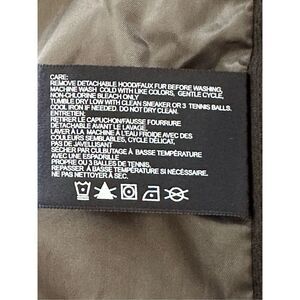 CARE:
REMOVE DETACHABLE HOOD/FAUX FUR BEFORE WASHING,
MACHINE WASH COLD WITH LIKE COLORS, GENTLE CYCLE,
NON-CHLORINE BLEACH ONLY
TUMBLE DRY LOW WITH CLEAN SNEAKER OR 3 TENNIS BALLS.
COOL IRON IF NEEDED. DO NOT DRY CLEAN.
ENTRETIEN:
RETIRER LE CAPUCHON/FAUSSE FOURRURE
DÉTACHABLE AVANT LE LAVAGE.
LAVER À LA MACHINE À L'EAU FROIDE AVEC DES
COULEURS SEMBLABLES, CYCLE DÉLICAT,
PAS DE JAVELLISANT
SÉCHER PAR CULBUTAGE À BASSE TEMPÉRATURE
AVEC UNE ESPADRILLE
PROPRE OU 3 BALLES DE TENNIS.
REPASSER À BASSE TEMPÉRATURE SI NÉCESSAIRE.
NE PAS NETTOYER À SEC.